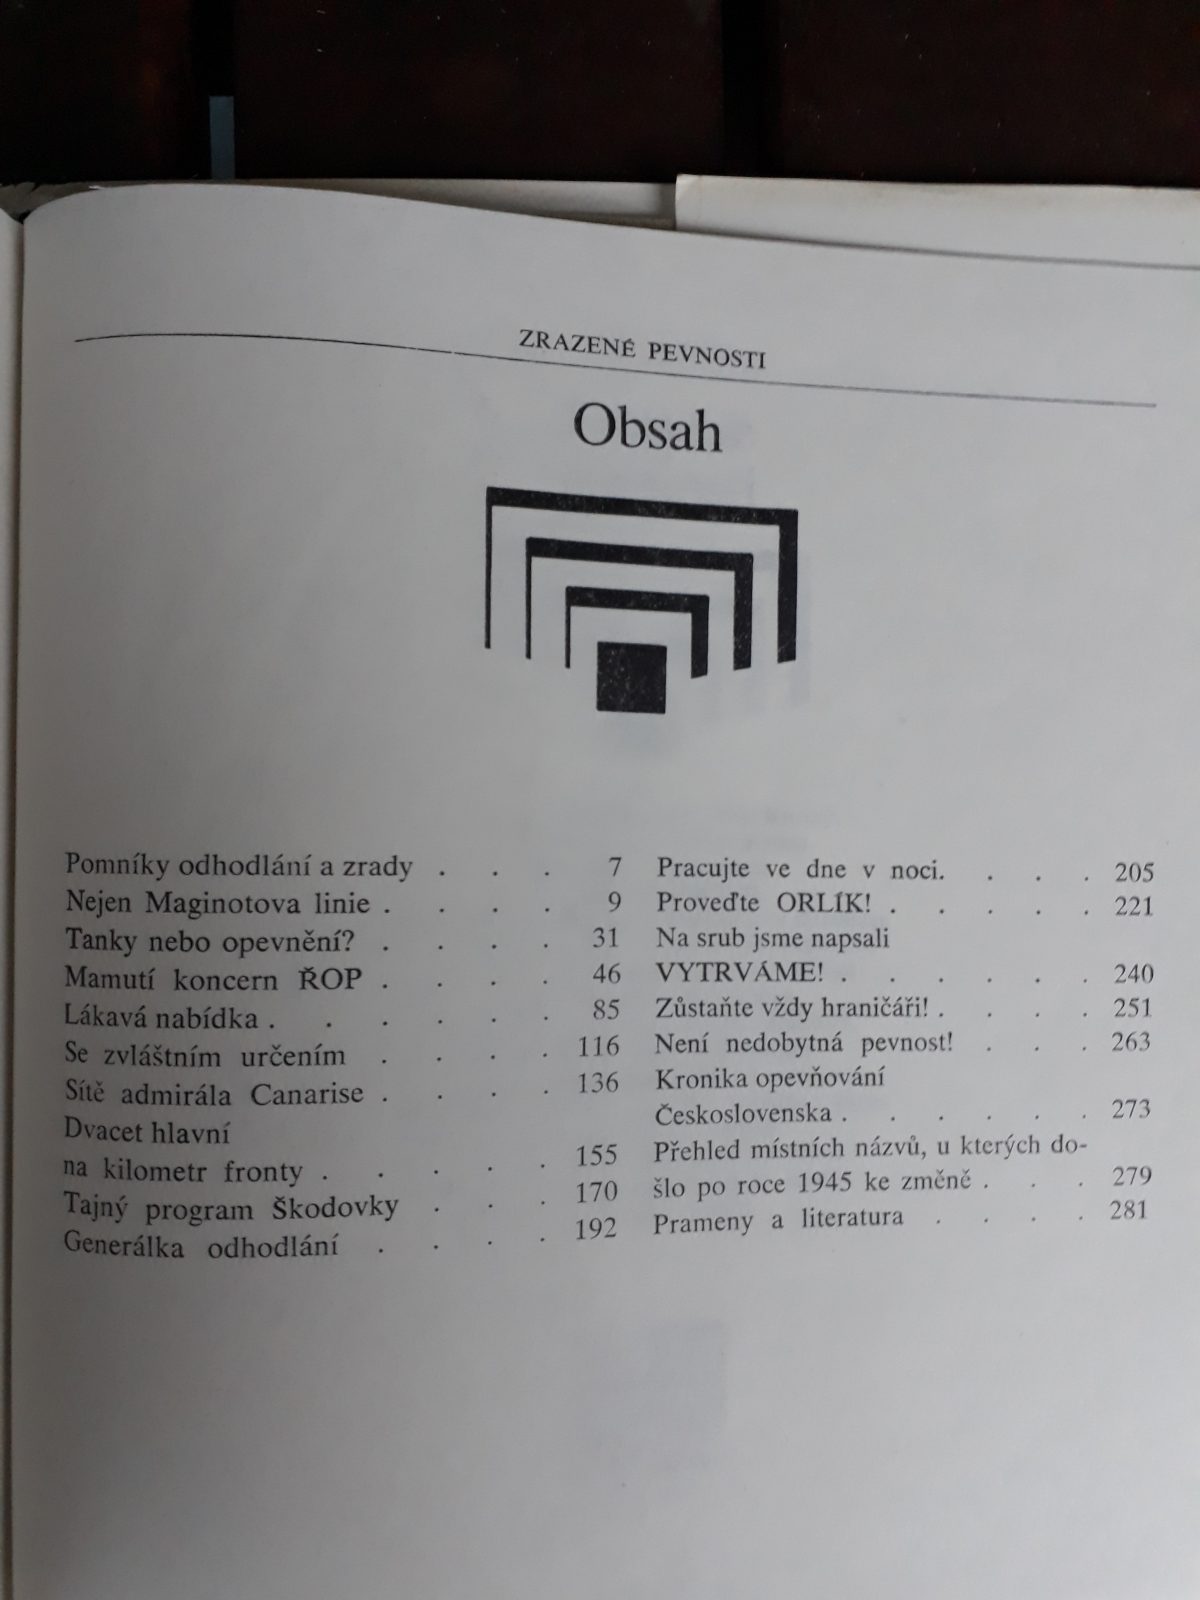 ZRAZENÉ PEVNOSTI
Obsah
Pomníky odhodlání a zrady . . . 7
Nejen Maginotova linie . . . . 9
Tanky nebo opevnění? . . . . 31
Mamutí koncern ŘOP . . . . 46
Lákavá nabídka . . . . . . 85
Se zvláštním určením . . . . 116
Sítě admirála Canarise . . . . 136
Dvacet hlavní
na kilometr fronty . . . . . 155
Tajný program Škodovky . . . 170
Generálka odhodlání . . . . 192
Pracujte ve dne v noci. . . . 205
Proveďte ORLÍK! . . . . . 221
Na srub jsme napsali
VYTRVÁME! . . . . . . 240
Zůstaňte vždy hraničáři! . . . . 251
Není nedobytná pevnost! . . . 263
Kronika opevňování
Československa . . . . . . 273
Přehled místních názvů, u kterých do-
šlo po roce 1945 ke změně . . . 279
Prameny a literatura . . . . 281